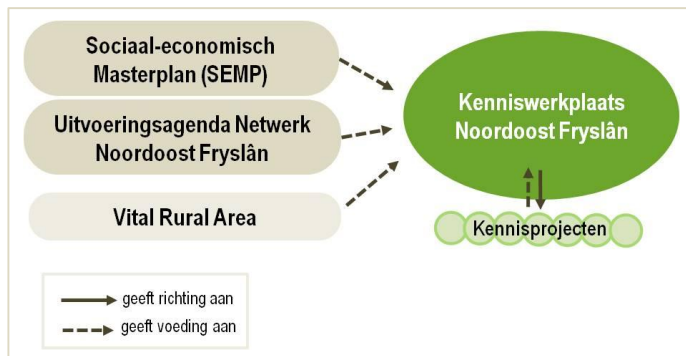 Sociaal-economisch
Masterplan (SEMP)
Uitvoeringsagenda Netwerk
Noordoost Fryslân
Vital Rural Area
Kenniswerkplaats
Noordoost Fryslân
Kennisprojecten
geeft richting aan
geeft voeding aan